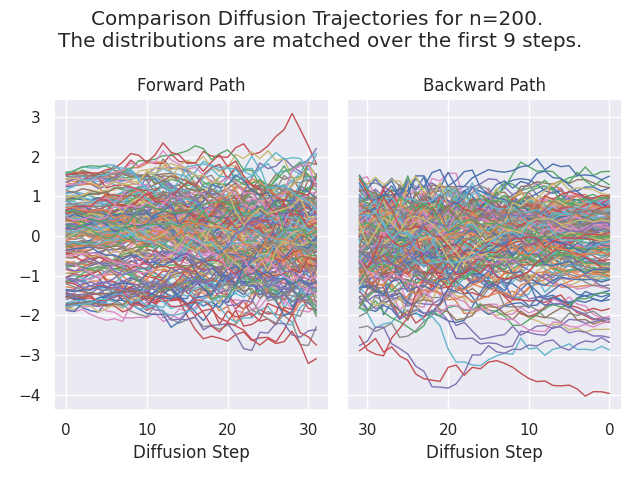 Comparison Diffusion Trajectories for n=200.
The distributions are matched over the first 9 steps.
Forward Path
Backward Path
3
2
1
0
−1
−2
−3
−4
0 10 20 30
30 20 10 0
Diffusion Step
Diffusion Step